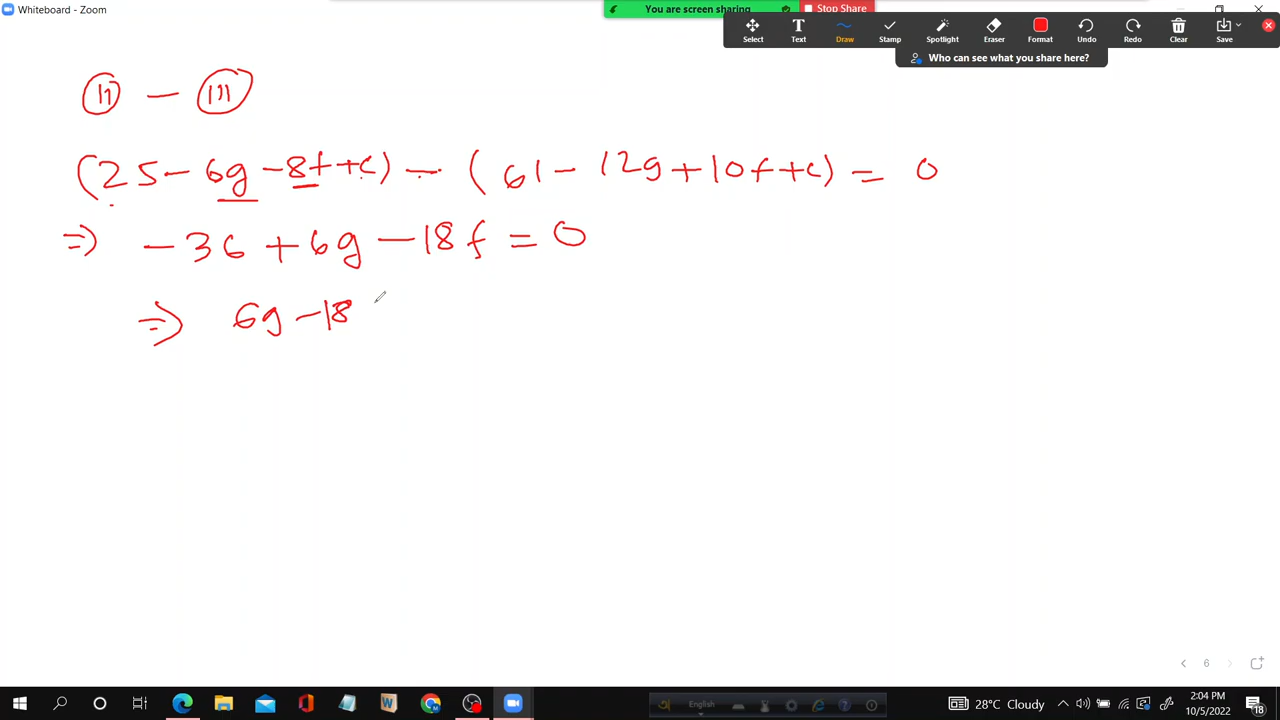 Whiteboard - Zoom
You are screen sharing
Stop Share
Select Text Draw Stamp Spotlight Eraser Format Undo Redo Clear Save
Who can see what you share here?
(ii) - (iii)
(25 - 6g - 8f + c) - (61 - 12g + 10f + c) = 0
⇒ -36 + 6g - 18f = 0
⇒ 6g - 18
6
English
28°C Cloudy
2:04 PM
10/5/2022
18